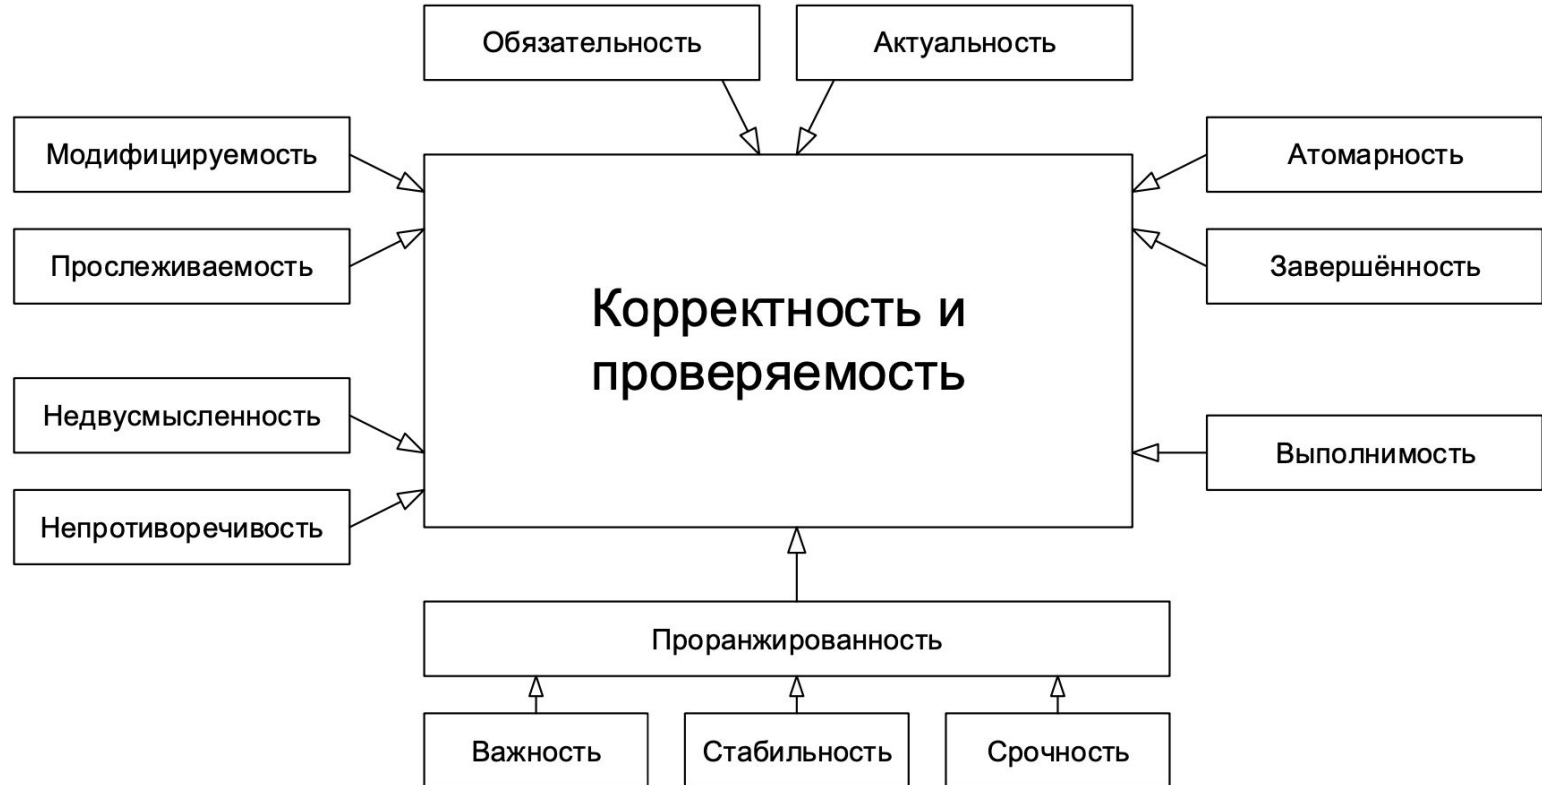 Обязательность
Актуальность
Модифицируемость
Атомарность
Прослеживаемость
Завершённость
Корректность и
проверяемость
Недвусмысленность
Выполнимость
Непротиворечивость
Проранжированность
Важность
Стабильность
Срочность